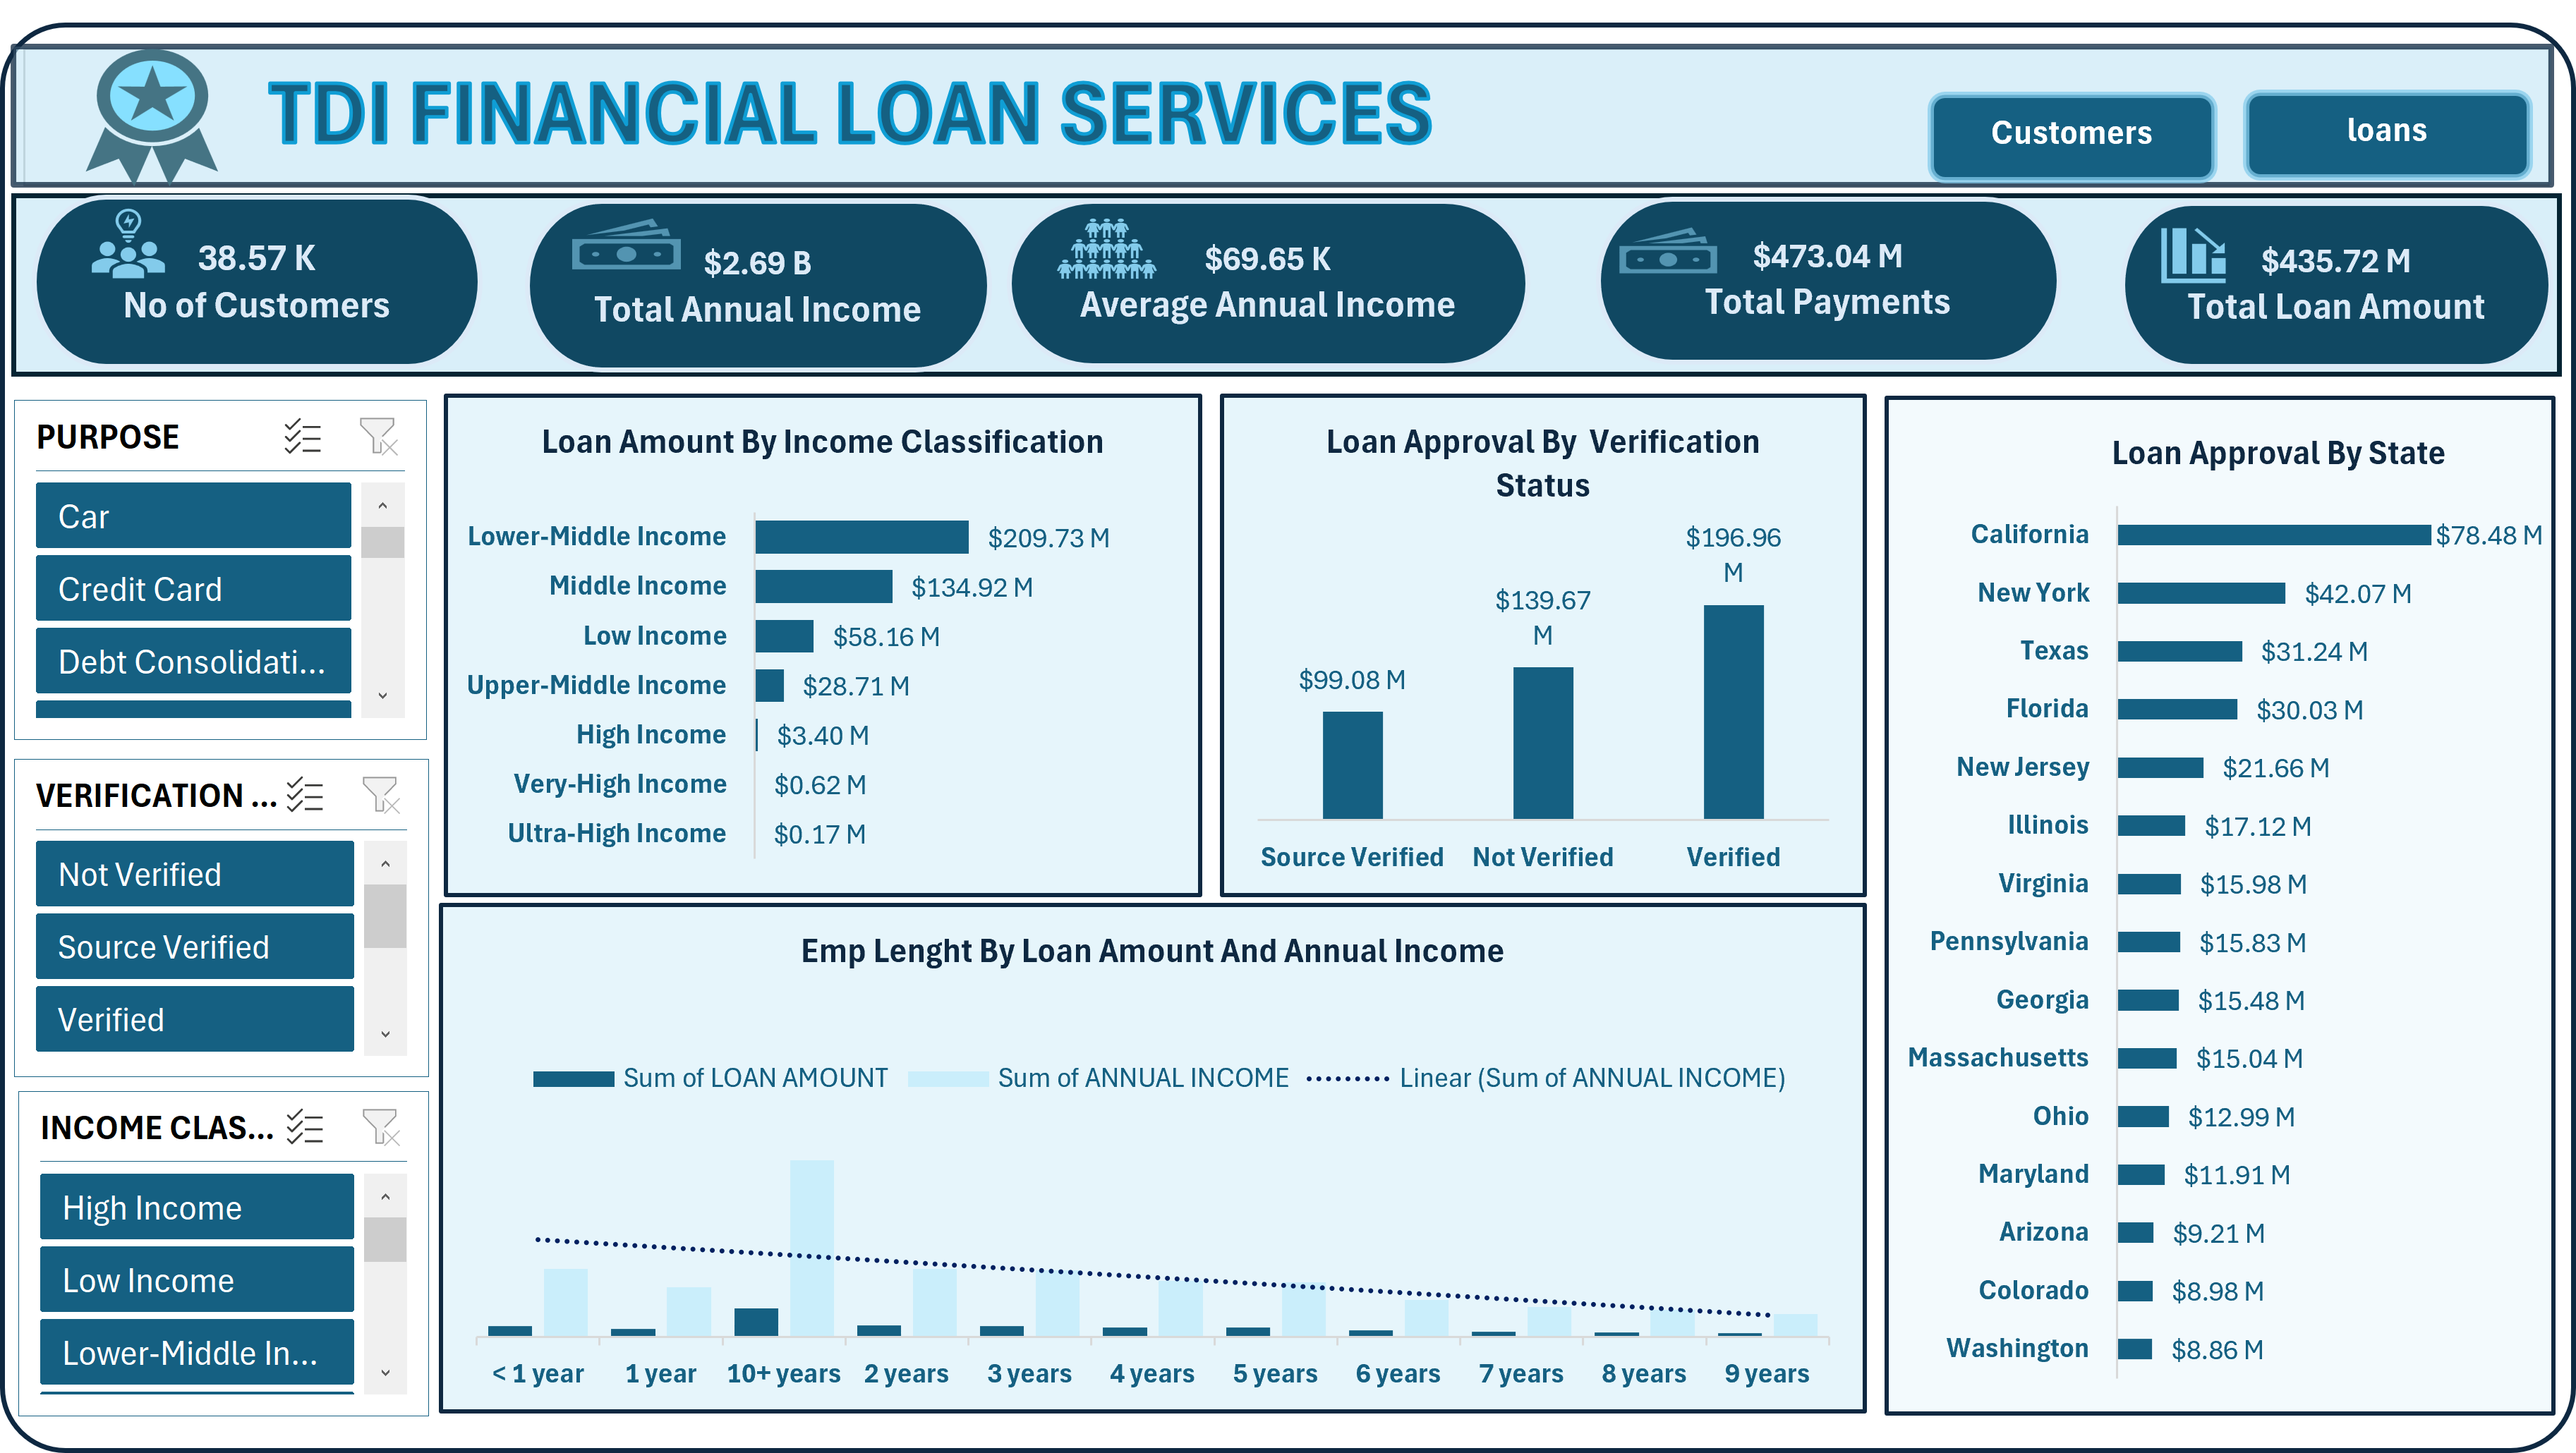 TDI FINANCIAL LOAN SERVICES
Customers
loans
38.57 K
No of Customers
$2.69 B
Total Annual Income
$69.65 K
Average Annual Income
$473.04 M
Total Payments
$435.72 M
Total Loan Amount
PURPOSE
Car
Credit Card
Debt Consolidati...
VERIFICATION ...
Not Verified
Source Verified
Verified
INCOME CLAS...
High Income
Low Income
Lower-Middle In...
Loan Amount By Income Classification
Lower-Middle Income $209.73 M
Middle Income $134.92 M
Low Income $58.16 M
Upper-Middle Income $28.71 M
High Income $3.40 M
Very-High Income $0.62 M
Ultra-High Income $0.17 M
Loan Approval By Verification
Status
$99.08 M
$139.67
M
$196.96
M
Source Verified Not Verified Verified
Emp Lenght By Loan Amount And Annual Income
Sum of LOAN AMOUNT Sum of ANNUAL INCOME Linear (Sum of ANNUAL INCOME)
< 1 year 1 year 10+ years 2 years 3 years 4 years 5 years 6 years 7 years 8 years 9 years
Loan Approval By State
California $78.48 M
New York $42.07 M
Texas $31.24 M
Florida $30.03 M
New Jersey $21.66 M
Illinois $17.12 M
Virginia $15.98 M
Pennsylvania $15.83 M
Georgia $15.48 M
Massachusetts $15.04 M
Ohio $12.99 M
Maryland $11.91 M
Arizona $9.21 M
Colorado $8.98 M
Washington $8.86 M